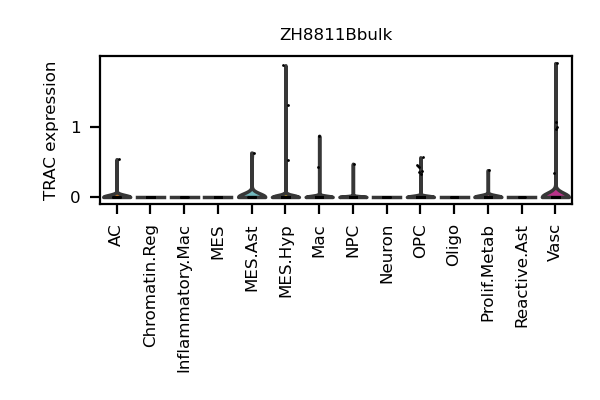 ZH8811Bbulk
TRAC expression
1
0
AC
Chromatin.Reg
Inflammatory.Mac
MES
MES.Ast
MES.Hyp
Mac
NPC
Neuron
OPC
Oligo
Prolif.Metab
Reactive.Ast
Vasc